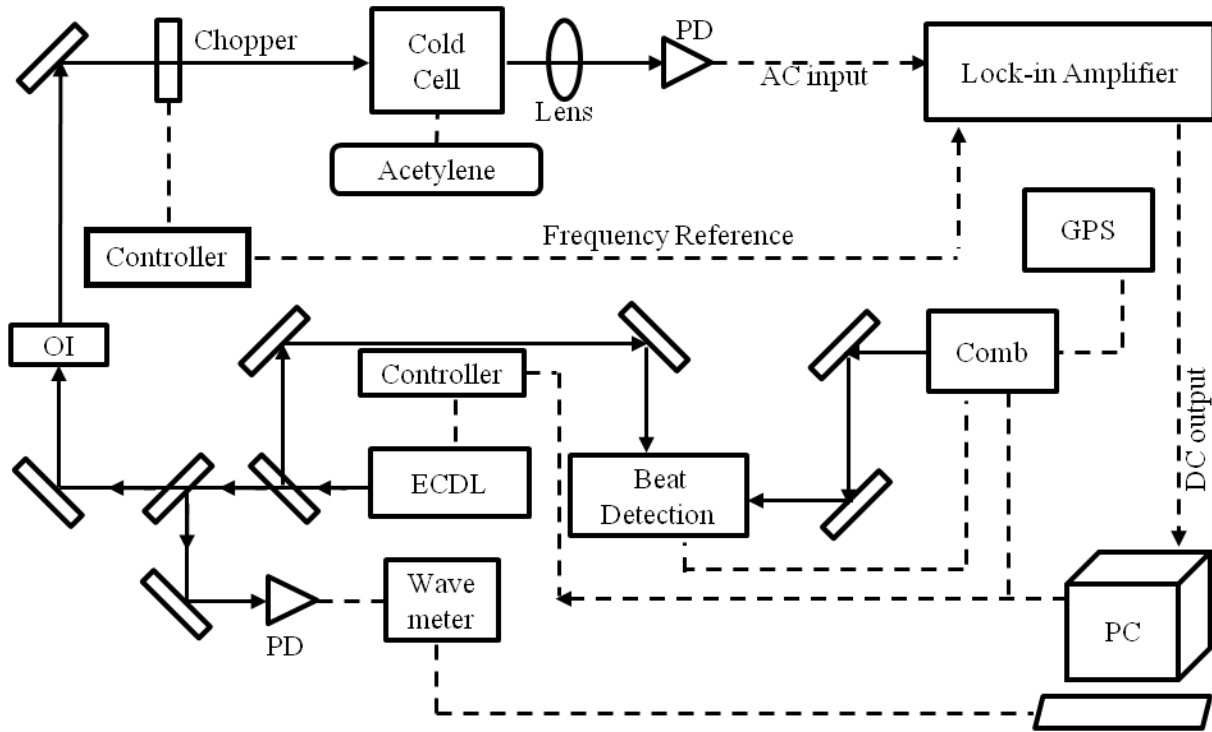 Chopper
Cold
Cell
Lens
PD
AC input
Lock-in Amplifier
Acetylene
Controller
Frequency Reference
GPS
OI
Controller
Comb
ECDL
Beat
Detection
DC output
PD
Wave
meter
PC